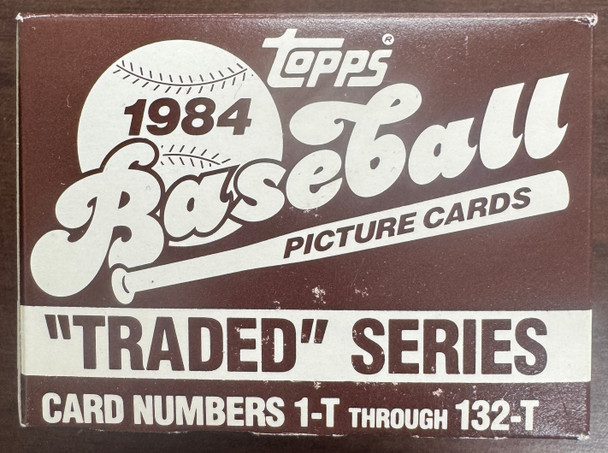 Topps®
1984
Baseball
PICTURE CARDS
"TRADED" SERIES
CARD NUMBERS 1-T THROUGH 132-T